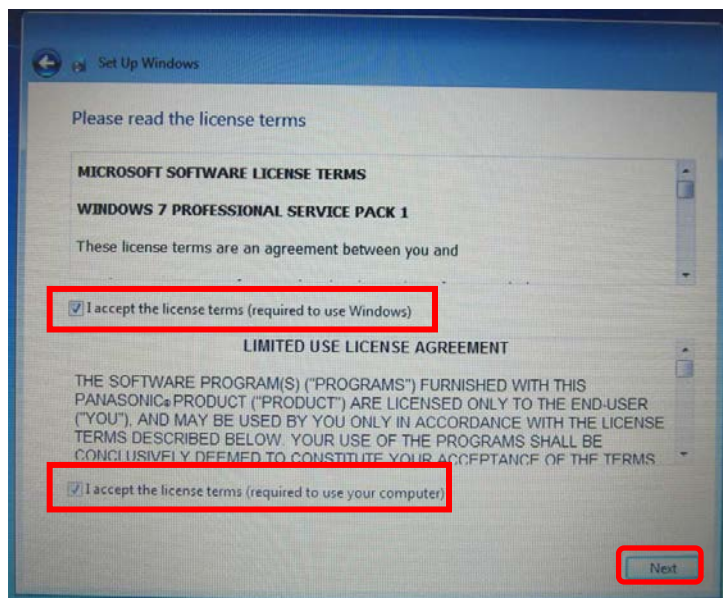 Set Up Windows
Please read the license terms
MICROSOFT SOFTWARE LICENSE TERMS
WINDOWS 7 PROFESSIONAL SERVICE PACK 1
These license terms are an agreement between you and
I accept the license terms (required to use Windows)
LIMITED USE LICENSE AGREEMENT
THE SOFTWARE PROGRAM(S) ("PROGRAMS") FURNISHED WITH THIS
PANASONIC® PRODUCT ("PRODUCT") ARE LICENSED ONLY TO THE END-USER
("YOU"), AND MAY BE USED BY YOU ONLY IN ACCORDANCE WITH THE LICENSE
TERMS DESCRIBED BELOW. YOUR USE OF THE PROGRAMS SHALL BE
CONCLUSIVELY DEEMED TO CONSTITUTE YOUR ACCEPTANCE OF THE TERMS
I accept the license terms (required to use your computer)
Next